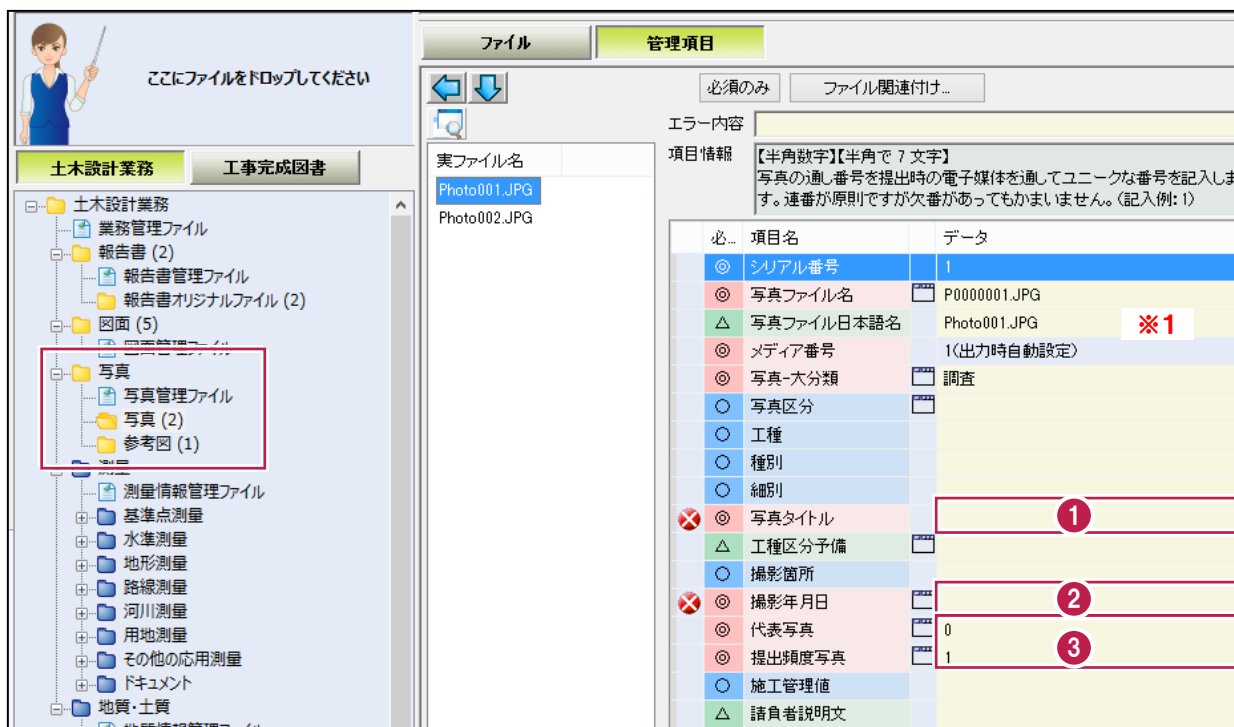 ここにファイルをドロップしてください
土木設計業務
工事完成図書
土木設計業務
業務管理ファイル
報告書 (2)
報告書管理ファイル
報告書オリジナルファイル (2)
図面 (5)
図面管理ファイル
写真
写真管理ファイル
写真 (2)
参考図 (1)
測量
測量情報管理ファイル
基準点測量
水準測量
地形測量
路線測量
河川測量
用地測量
その他の応用測量
ドキュメント
地質・土質
ファイル
管理項目
必須のみ
ファイル関連付け...
エラー内容
項目情報
【半角数字】【半角で 7 文字】
写真の通し番号を提出時の電子媒体を通してユニークな番号を記入しま
す。連番が原則ですが欠番があってもかまいません。（記入例：1）
実ファイル名
Photo001.JPG
Photo002.JPG
必... 項目名 データ
◎ シリアル番号 1
◎ 写真ファイル名 P0000001.JPG
△ 写真ファイル日本語名 Photo001.JPG ※1
◎ メディア番号 1(出力時自動設定)
◎ 写真-大分類 調査
○ 写真区分
○ 工種
○ 種別
○ 細別
◎ 写真タイトル 1
△ 工種区分予備
○ 撮影箇所
◎ 撮影年月日 2
◎ 代表写真 0
3
◎ 提出頻度写真 1
○ 施工管理値
△ 請負者説明文